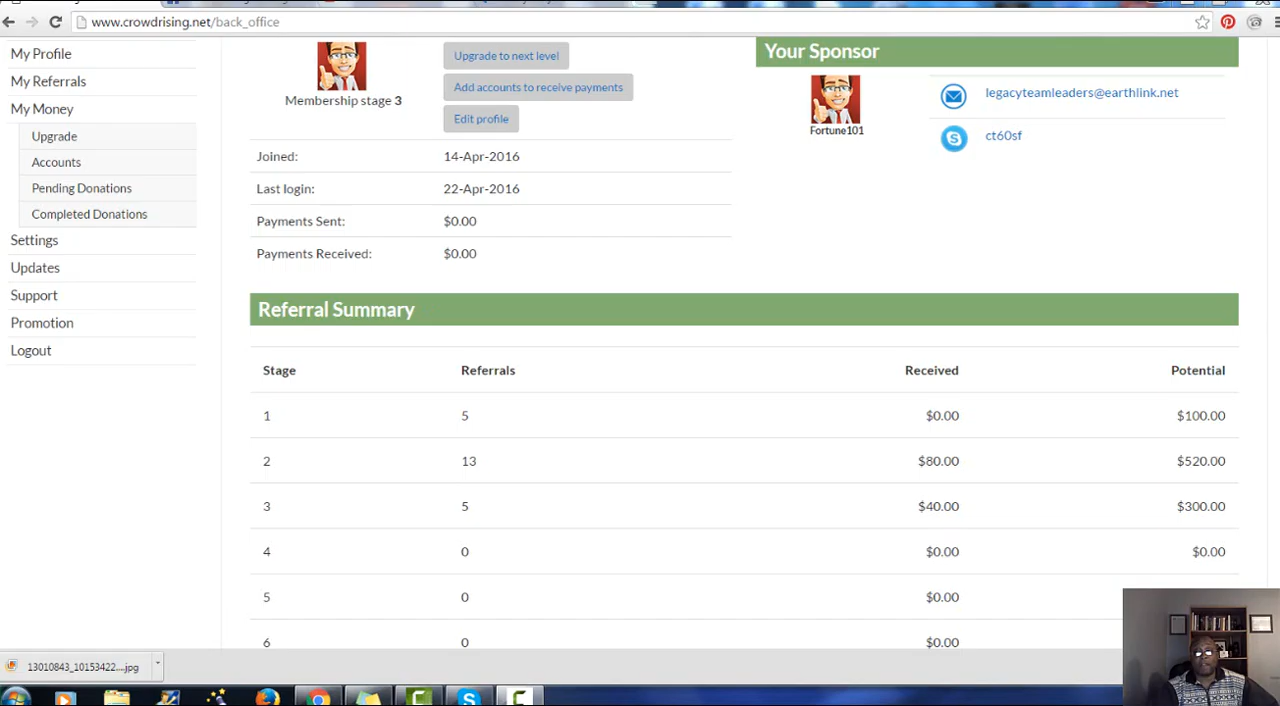 www.crowdrising.net/back_office
My Profile
My Referrals
My Money
Upgrade
Accounts
Pending Donations
Completed Donations
Settings
Updates
Support
Promotion
Logout
Membership stage 3
Upgrade to next level
Add accounts to receive payments
Edit profile
Joined: 14-Apr-2016
Last login: 22-Apr-2016
Payments Sent: $0.00
Payments Received: $0.00
Your Sponsor
Fortune101
legacyteamleaders@earthlink.net
ct60sf
Referral Summary
Stage Referrals Received Potential
1 5 $0.00 $100.00
2 13 $80.00 $520.00
3 5 $40.00 $300.00
4 0 $0.00 $0.00
5 0 $0.00
6 0 $0.00
13010843_10153422....jpg